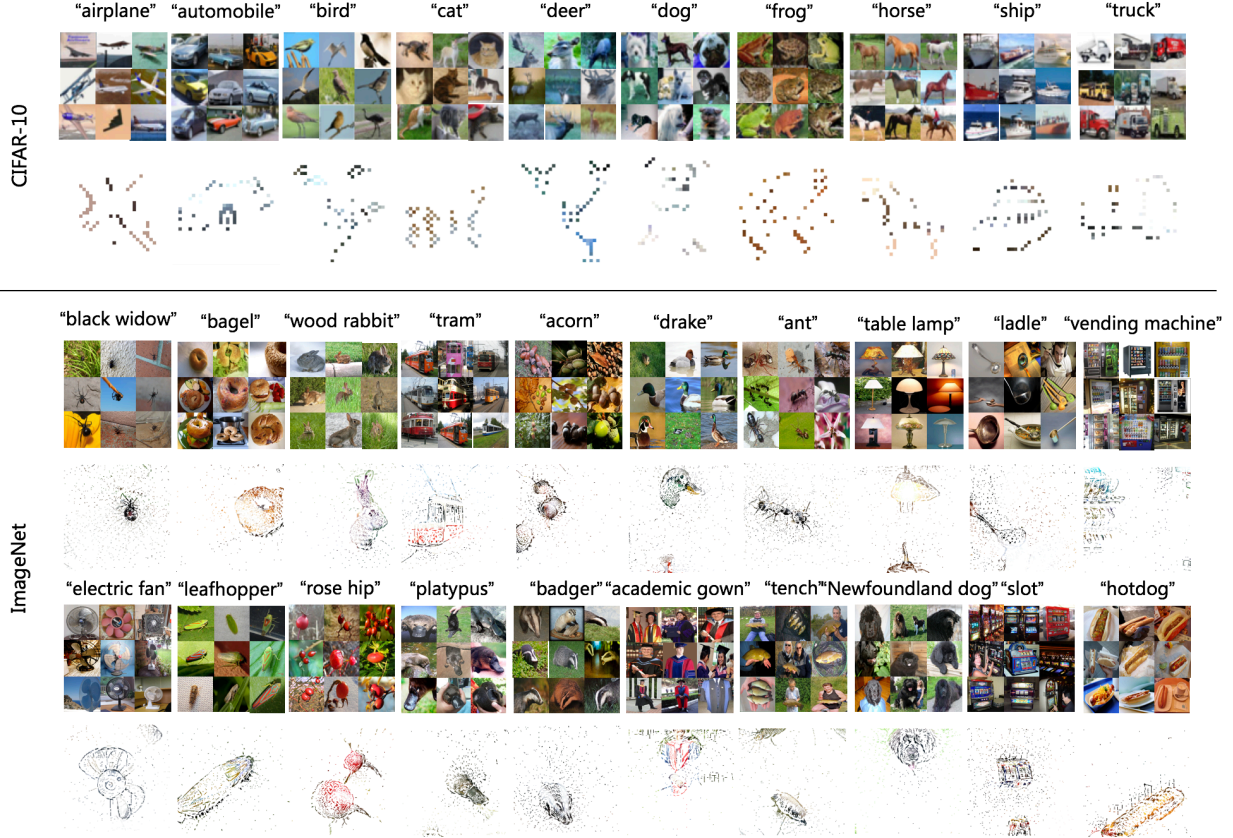 “airplane” “automobile” “bird” “cat” “deer” “dog” “frog” “horse” “ship” “truck”
CIFAR-10
“black widow” “bagel” “wood rabbit” “tram” “acorn” “drake” “ant” “table lamp” “ladle” “vending machine”
ImageNet
“electric fan” “leafhopper” “rose hip” “platypus” “badger” “academic gown” “tench” “Newfoundland dog” “slot” “hotdog”